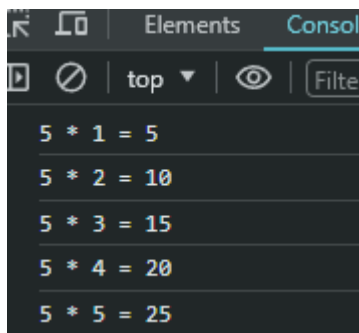 Elements Consol
top Filte
5 * 1 = 5
5 * 2 = 10
5 * 3 = 15
5 * 4 = 20
5 * 5 = 25